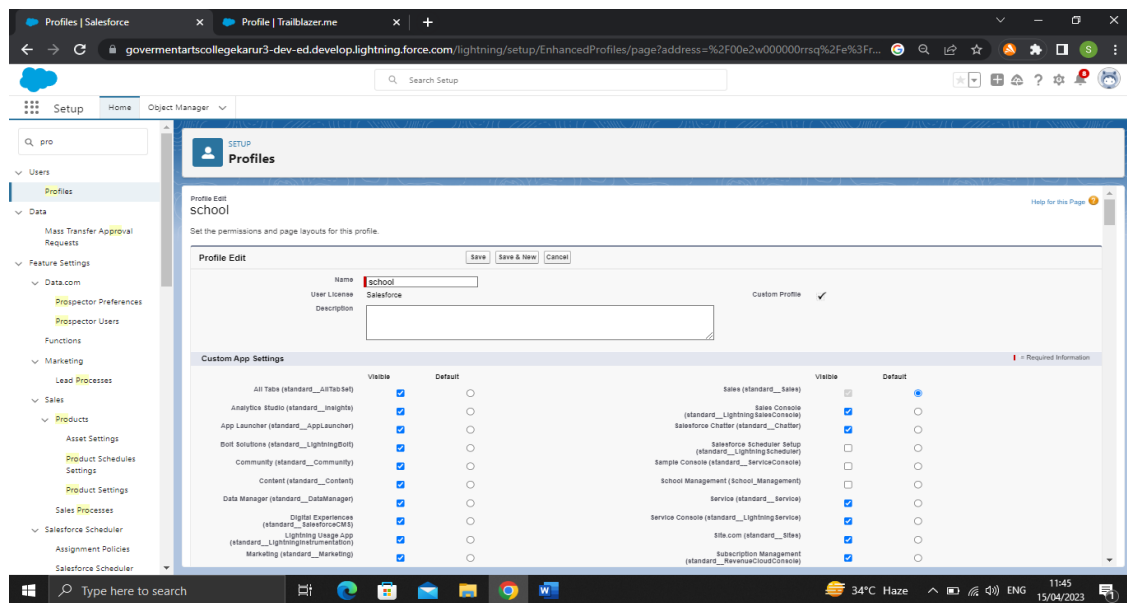 Profiles | Salesforce
Profile | Trailblazer.me
govermentartscollegekarur3-dev-ed.develop.lightning.force.com/lightning/setup/EnhancedProfiles/page?address=%2F00e2w000000rrsq%2Fe%3Fr...
S
Search Setup
Setup
Home
Object Manager
pro
Users
Profiles
Data
Mass Transfer Approval
Requests
Feature Settings
Data.com
Prospector Preferences
Prospector Users
Functions
Marketing
Lead Processes
Sales
Products
Asset Settings
Product Schedules
Settings
Product Settings
Sales Processes
Salesforce Scheduler
Assignment Policies
Salesforce Scheduler
SETUP
Profiles
Profile Edit
school
Help for this Page
Set the permissions and page layouts for this profile.
Profile Edit
Save
Save & New
Cancel
Name school
User License Salesforce
Custom Profile
Description
Custom App Settings
= Required Information
Visible Default
Visible Default
All Tabs (standard__AllTabSet)
Sales (standard__Sales)
Analytics Studio (standard__Insights)
Sales Console
(standard__LightningSalesConsole)
App Launcher (standard__AppLauncher)
Salesforce Chatter (standard__Chatter)
Bolt Solutions (standard__LightningBolt)
Salesforce Scheduler Setup
(standard__LightningScheduler)
Community (standard__Community)
Sample Console (standard__ServiceConsole)
Content (standard__Content)
School Management (School_Management)
Data Manager (standard__DataManager)
Service (standard__Service)
Digital Experiences
(standard__SalesforceCMS)
Service Console (standard__LightningService)
Lightning Usage App
(standard__LightningInstrumentation)
Site.com (standard__Sites)
Marketing (standard__Marketing)
Subscription Management
(standard__RevenueCloudConsole)
Type here to search
34°C Haze
ENG
11:45
15/04/2023